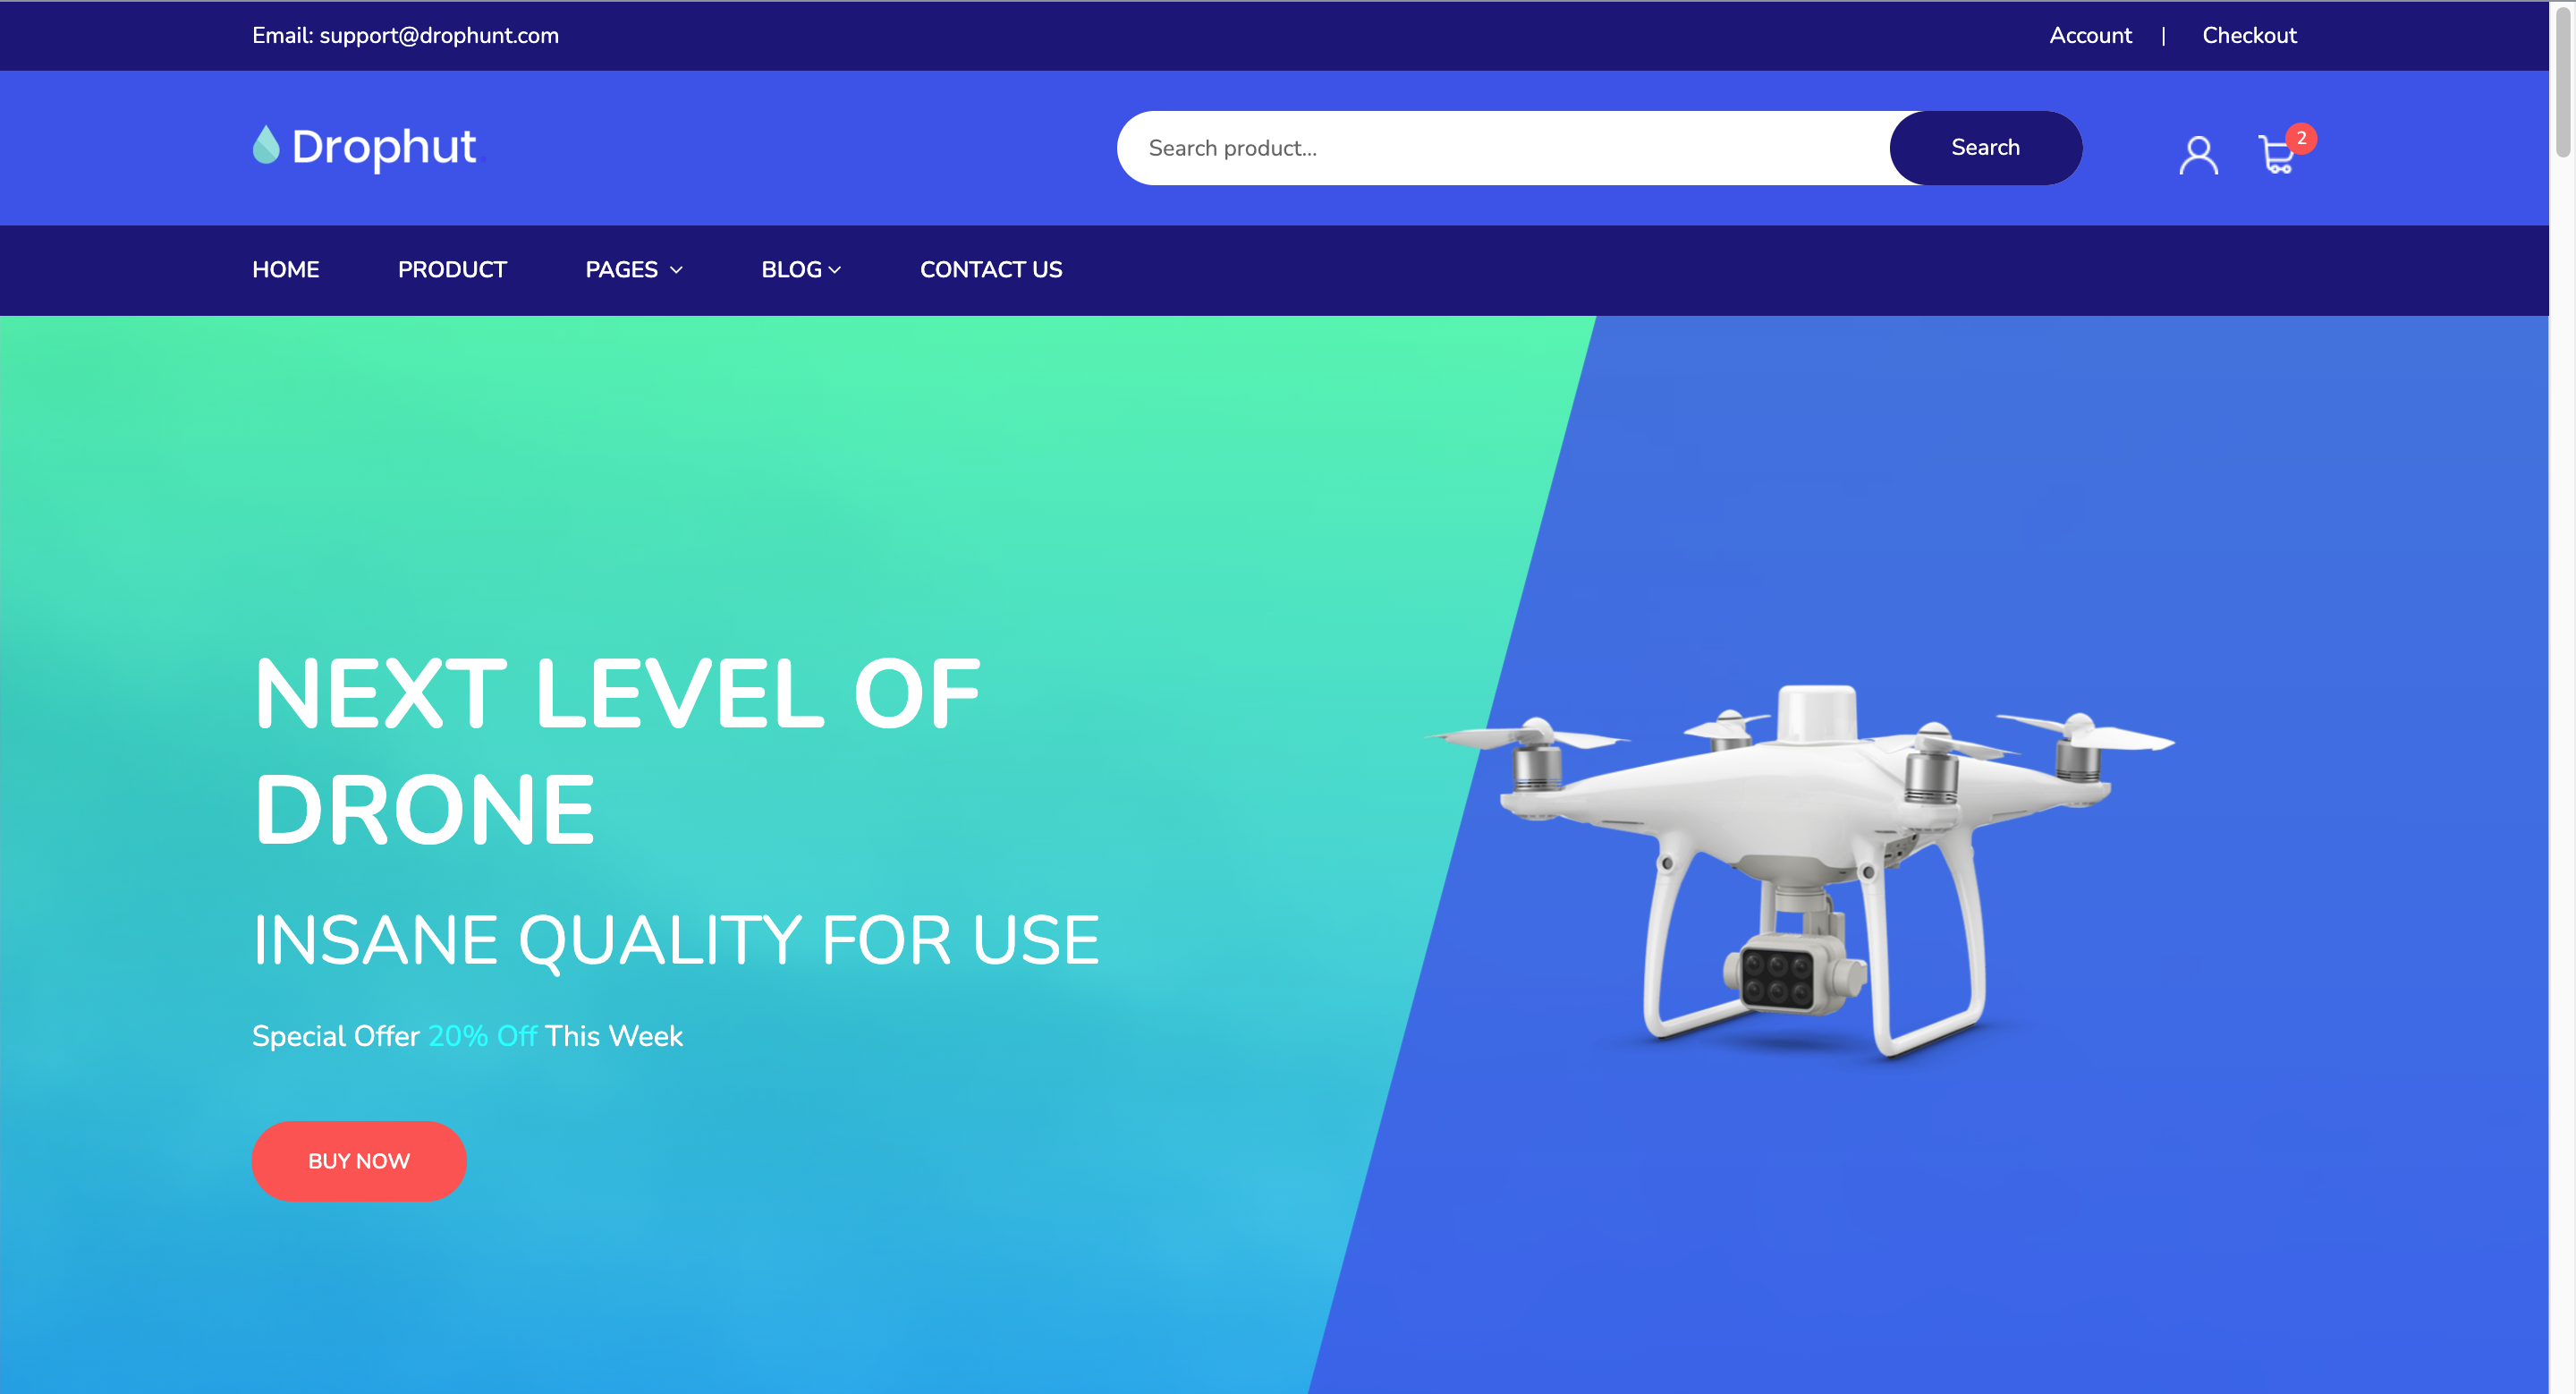 Email: support@drophunt.com
Account | Checkout
Drophut.
Search product...
Search
2
HOME PRODUCT PAGES BLOG CONTACT US
NEXT LEVEL OF
DRONE
INSANE QUALITY FOR USE
Special Offer 20% Off This Week
BUY NOW